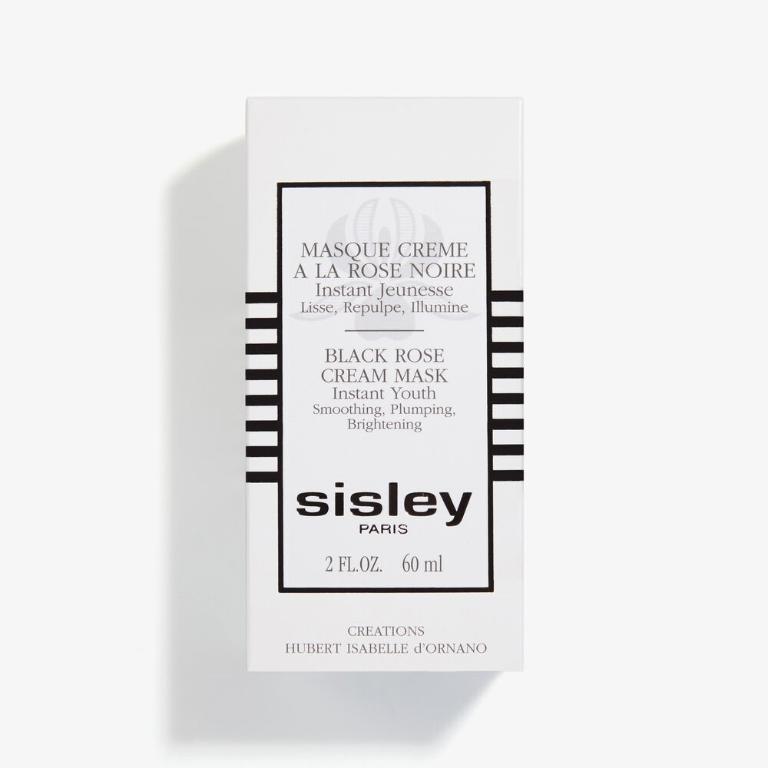 MASQUE CREME
A LA ROSE NOIRE
Instant Jeunesse
Lisse, Repulpe, Illumine
BLACK ROSE
CREAM MASK
Instant Youth
Smoothing, Plumping,
Brightening
sisley
PARIS
2 FL.OZ. 60 ml
CREATIONS
HUBERT ISABELLE d'ORNANO